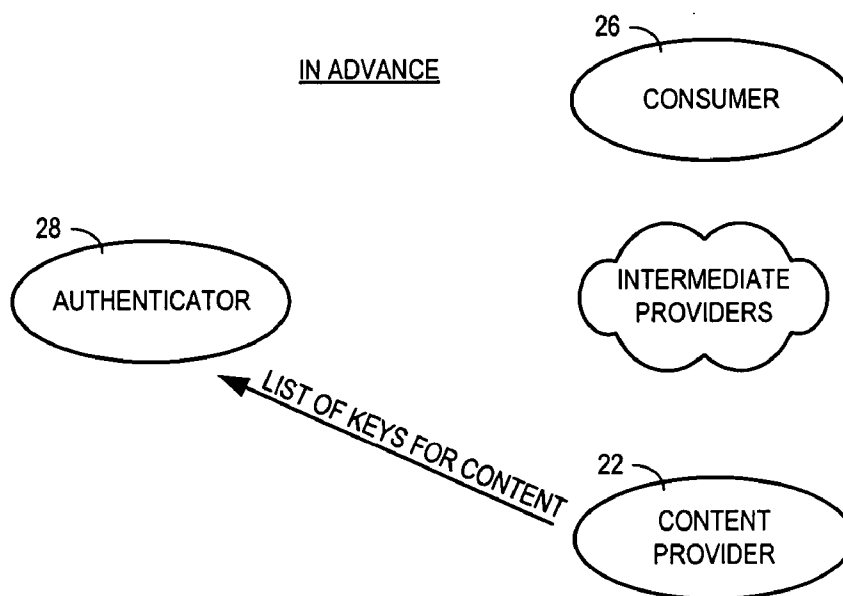 26
IN ADVANCE
CONSUMER
28
AUTHENTICATOR
INTERMEDIATE
PROVIDERS
LIST OF KEYS FOR CONTENT
22
CONTENT
PROVIDER